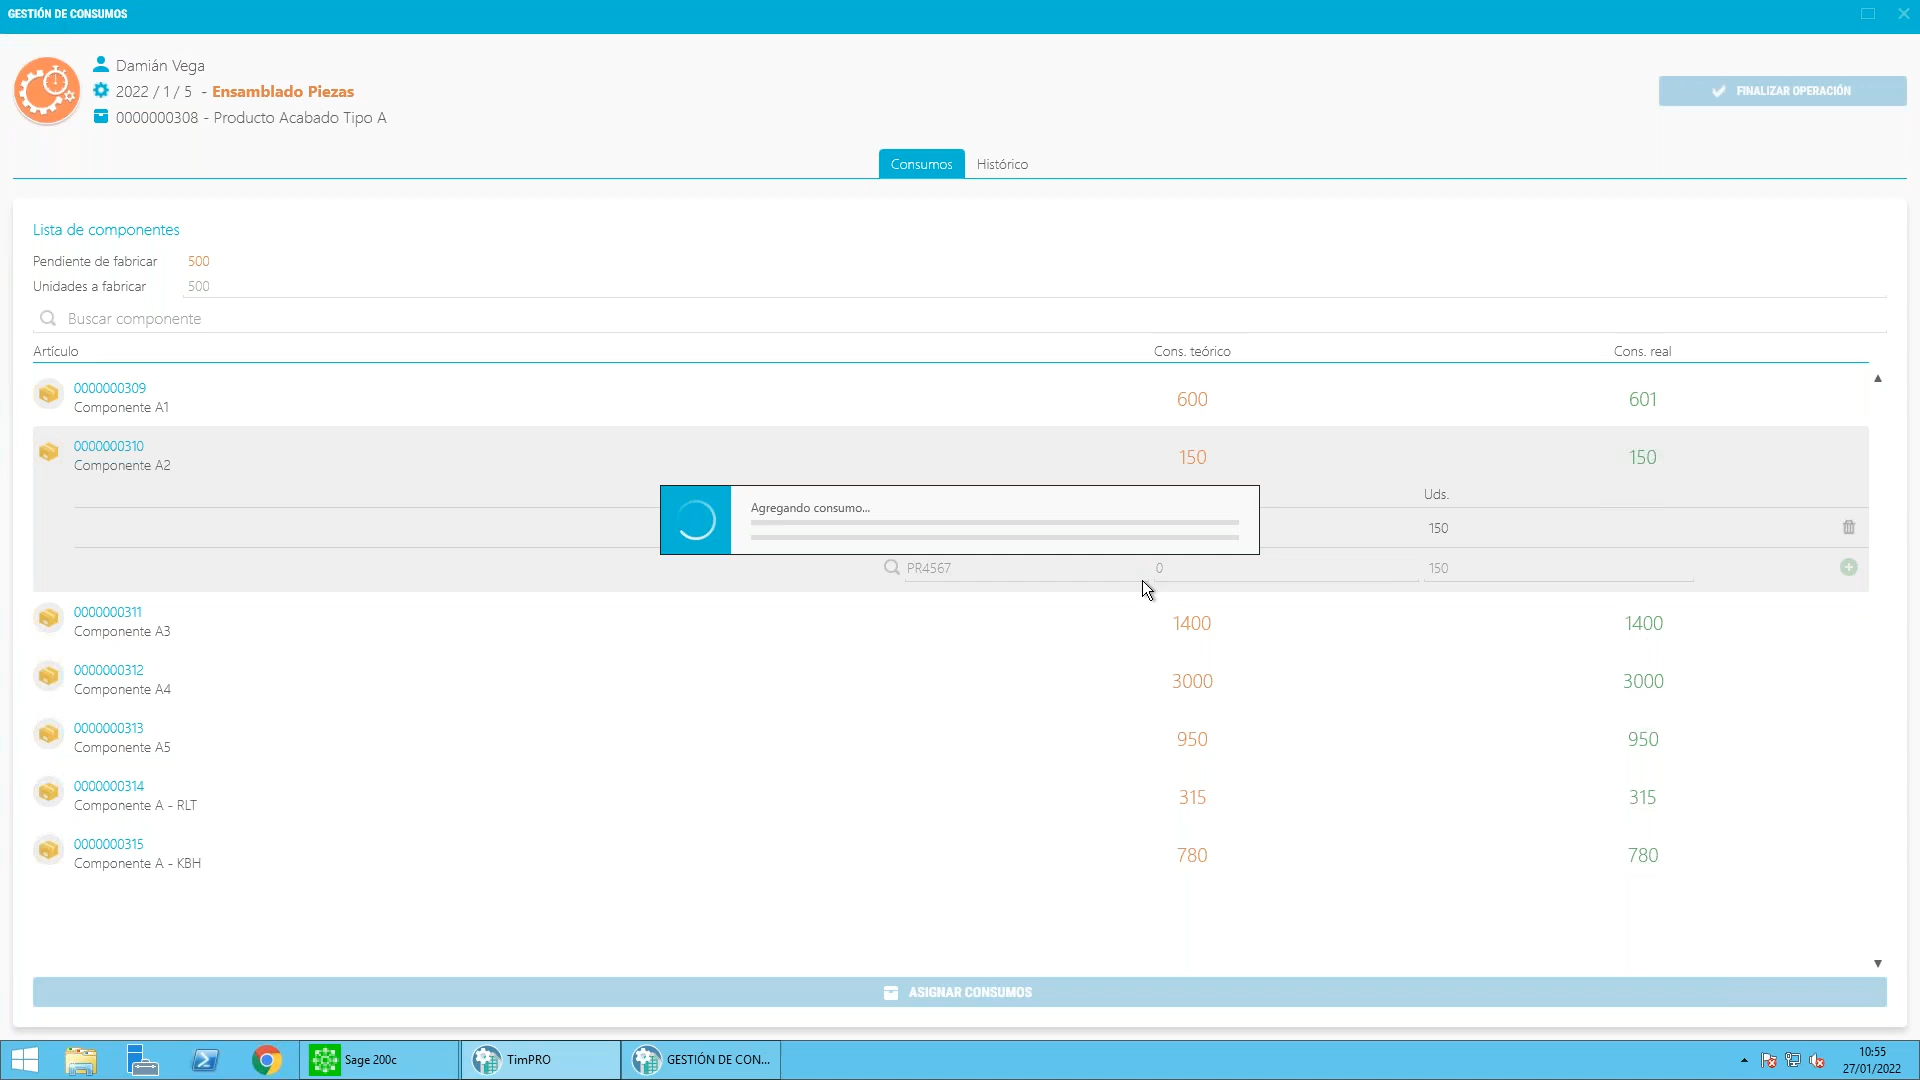 GESTIÓN DE CONSUMOS
Damián Vega
2022 / 1 / 5 - Ensamblado Piezas
0000000308 - Producto Acabado Tipo A
FINALIZAR OPERACIÓN
Consumos Histórico
Lista de componentes
Pendiente de fabricar 500
Unidades a fabricar 500
Buscar componente
Artículo Cons. teórico Cons. real
0000000309
Componente A1 600 601
0000000310
Componente A2 150 150
Uds.
Agregando consumo...
150
PR4567 0 150
0000000311
Componente A3 1400 1400
0000000312
Componente A4 3000 3000
0000000313
Componente A5 950 950
0000000314
Componente A - RLT 315 315
0000000315
Componente A - KBH 780 780
ASIGNAR CONSUMOS
Sage 200c TimPRO GESTIÓN DE CON...
10:55
27/01/2022